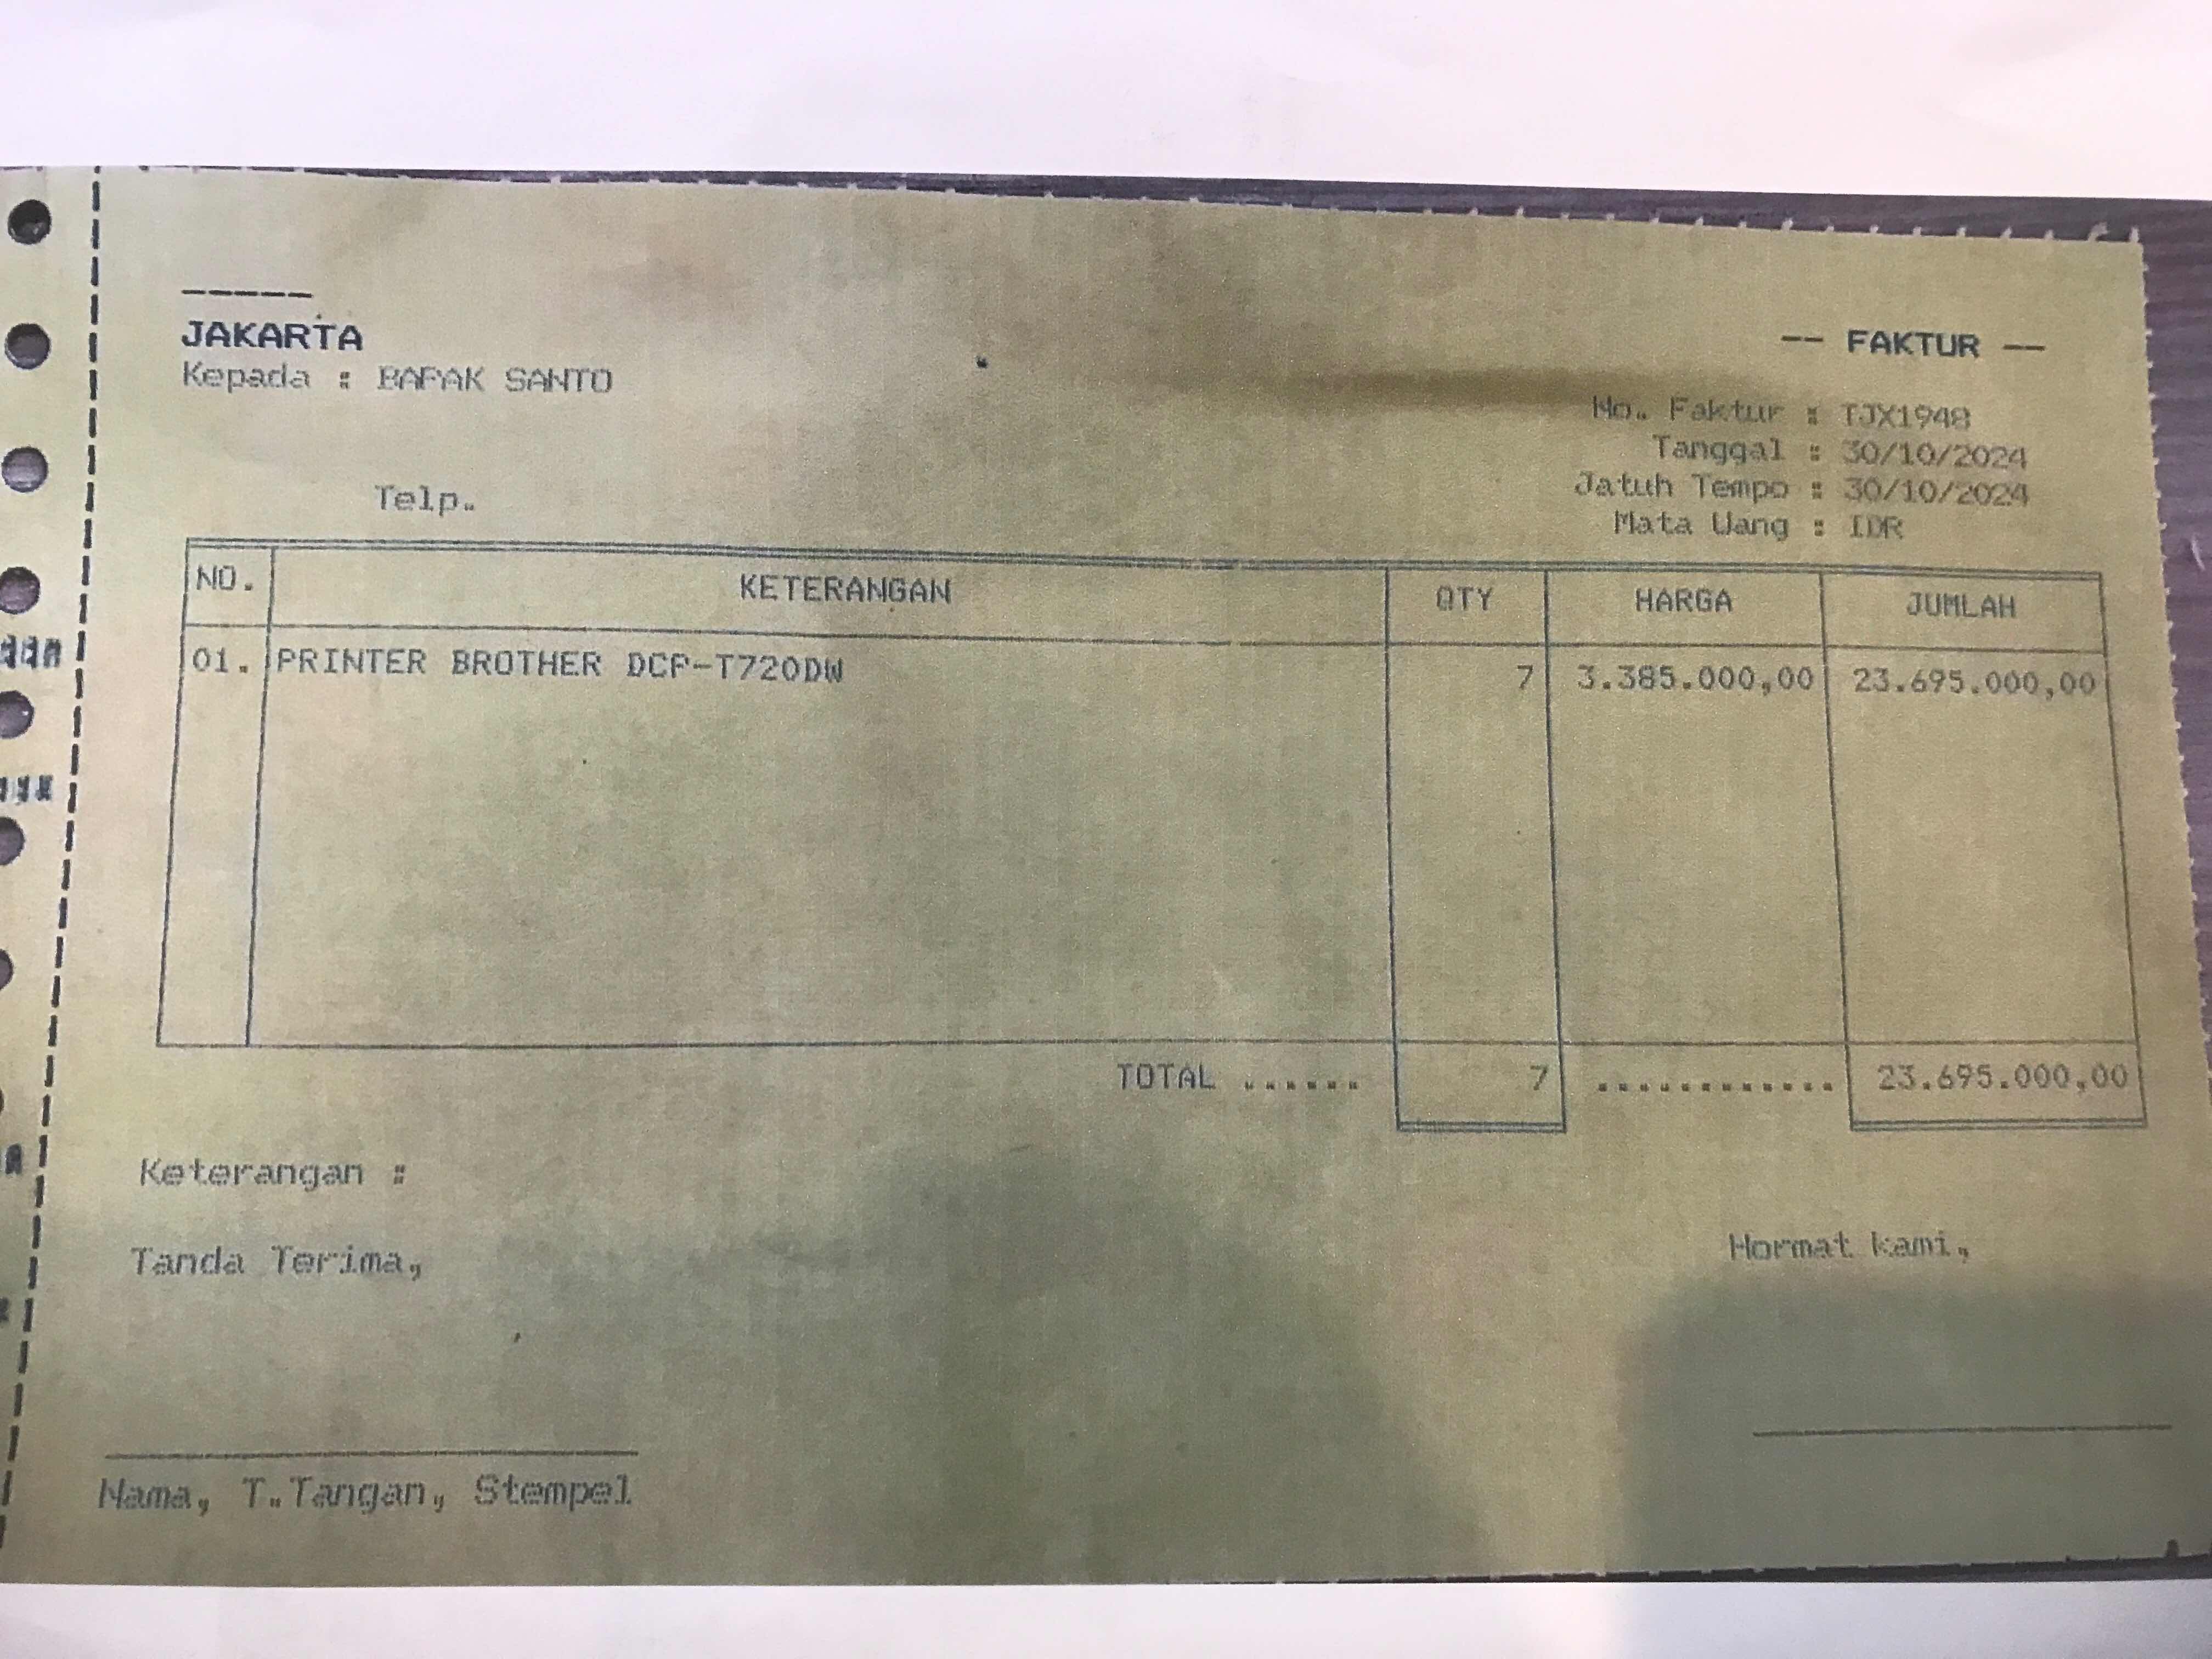 -----
JAKARTA
Kepada : BAPAK SANTO
Telp.
-- FAKTUR --
No. Faktur : TJX1948
Tanggal : 30/10/2024
Jatuh Tempo : 30/10/2024
Mata Uang : IDR
NO. KETERANGAN QTY HARGA JUMLAH
01. PRINTER BROTHER DCP-T720DW 7 3.385.000,00 23.695.000,00
TOTAL ...... 7 ............ 23.695.000,00
Keterangan :
Tanda Terima,
Hormat kami,
Nama, T.Tangan, Stempel